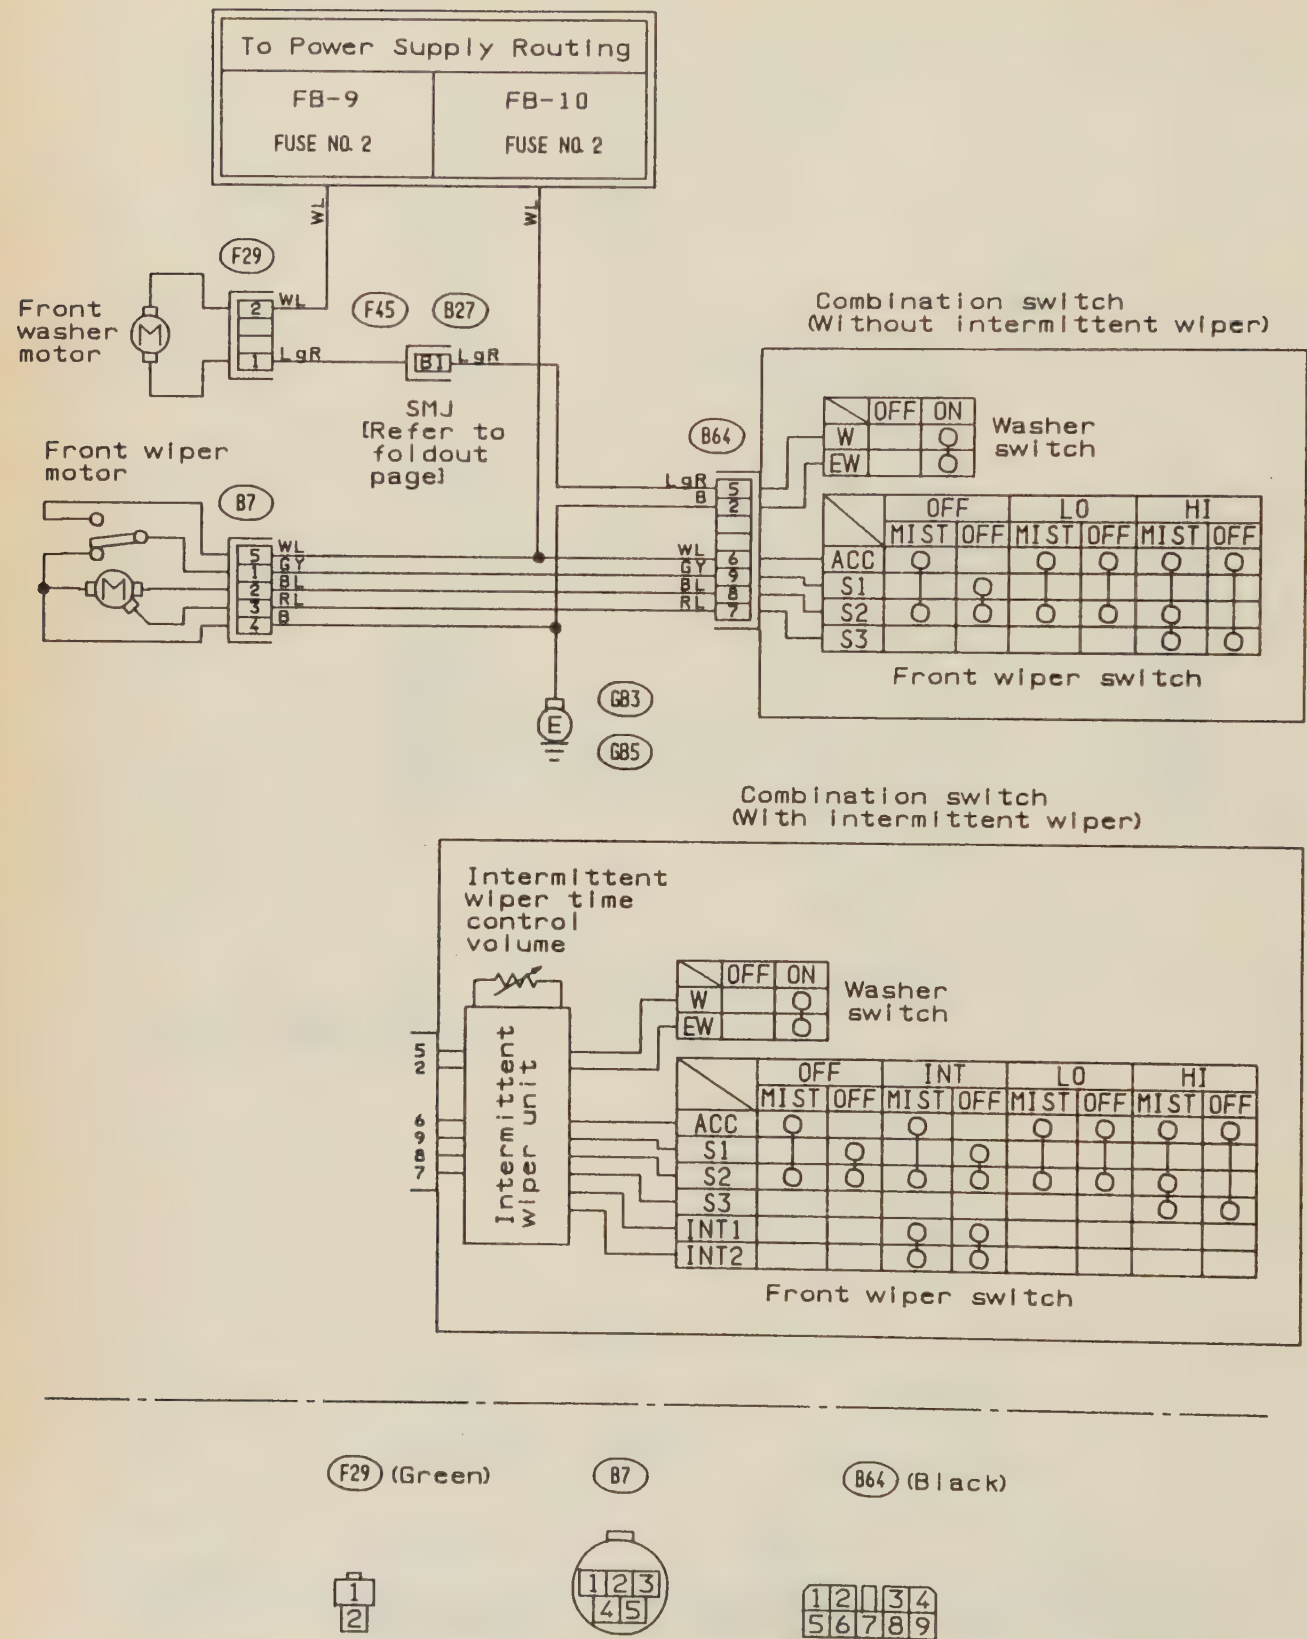 To Power Supply Routing
FB-9 FB-10
FUSE NO. 2 FUSE NO. 2
WL WL
F29
F45 B27
Front
washer
motor
M
2 WL
1 LgR
B1 LgR
SMJ
[Refer to
foldout
page]
Front wiper
motor
M
B7
5 WL
1 GY
2 BL
3 RL
4 B
E
GB3
GB5
B64
LgR 5
B 2
WL 6
GY 9
BL 8
RL 7
Combination switch
(Without intermittent wiper)
OFF ON
W
EW
Washer
switch
OFF LO HI
MIST OFF MIST OFF MIST OFF
ACC
S1
S2
S3
Front wiper switch
Combination switch
(With intermittent wiper)
Intermittent
wiper time
control
volume
Intermittent
wiper unit
5
2
6
9
8
7
OFF ON
W
EW
Washer
switch
OFF INT LO HI
MIST OFF MIST OFF MIST OFF MIST OFF
ACC
S1
S2
S3
INT1
INT2
Front wiper switch
F29 (Green) B7 B64 (Black)
1
2
1 2 3
4 5
1 2 3 4
5 6 7 8 9